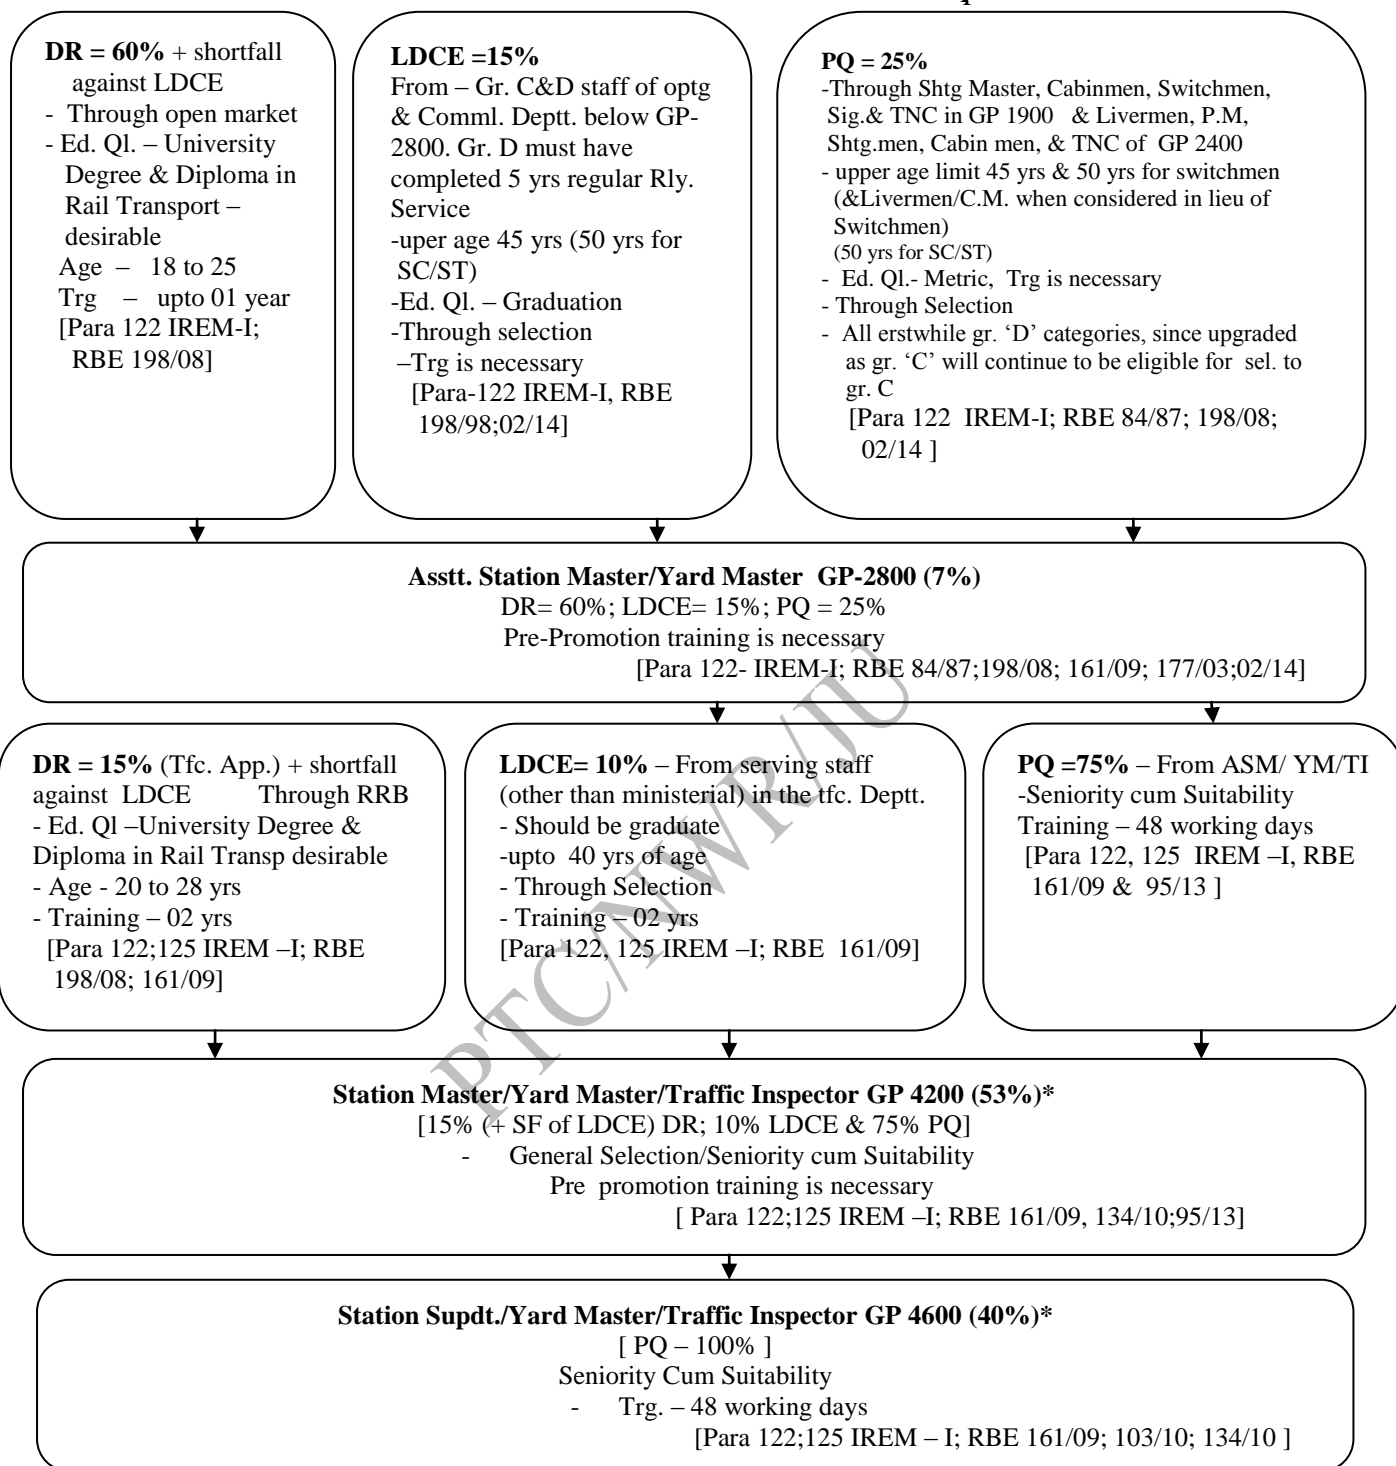 DR = 60% + shortfall
against LDCE
- Through open market
- Ed. Ql. – University
Degree & Diploma in
Rail Transport –
desirable
Age – 18 to 25
Trg – upto 01 year
[Para 122 IREM-I;
RBE 198/08]
LDCE =15%
From – Gr. C&D staff of optg
& Comml. Deptt. below GP-
2800. Gr. D must have
completed 5 yrs regular Rly.
Service
-uper age 45 yrs (50 yrs for
SC/ST)
-Ed. Ql. – Graduation
-Through selection
–Trg is necessary
[Para-122 IREM-I, RBE
198/98;02/14]
PQ = 25%
-Through Shtg Master, Cabinmen, Switchmen,
Sig.& TNC in GP 1900 & Livermen, P.M,
Shtg.men, Cabin men, & TNC of GP 2400
- upper age limit 45 yrs & 50 yrs for switchmen
(&Livermen/C.M. when considered in lieu of
Switchmen)
(50 yrs for SC/ST)
- Ed. Ql.- Metric, Trg is necessary
- Through Selection
- All erstwhile gr. ‘D’ categories, since upgraded
as gr. ‘C’ will continue to be eligible for sel. to
gr. C
[Para 122 IREM-I; RBE 84/87; 198/08;
02/14 ]
Asstt. Station Master/Yard Master GP-2800 (7%)
DR= 60%; LDCE= 15%; PQ = 25%
Pre-Promotion training is necessary
[Para 122- IREM-I; RBE 84/87;198/08; 161/09; 177/03;02/14]
DR = 15% (Tfc. App.) + shortfall
against LDCE Through RRB
- Ed. Ql –University Degree &
Diploma in Rail Transp desirable
- Age - 20 to 28 yrs
- Training – 02 yrs
[Para 122;125 IREM –I; RBE
198/08; 161/09]
LDCE= 10% – From serving staff
(other than ministerial) in the tfc. Deptt.
- Should be graduate
-upto 40 yrs of age
- Through Selection
- Training – 02 yrs
[Para 122, 125 IREM –I; RBE 161/09]
PQ =75% – From ASM/ YM/TI
-Seniority cum Suitability
Training – 48 working days
[Para 122, 125 IREM –I, RBE
161/09 & 95/13 ]
PTC/NWR/JU
Station Master/Yard Master/Traffic Inspector GP 4200 (53%)*
[15% (+ SF of LDCE) DR; 10% LDCE & 75% PQ]
- General Selection/Seniority cum Suitability
Pre promotion training is necessary
[ Para 122;125 IREM –I; RBE 161/09, 134/10;95/13]
Station Supdt./Yard Master/Traffic Inspector GP 4600 (40%)*
[ PQ – 100% ]
Seniority Cum Suitability
- Trg. – 48 working days
[Para 122;125 IREM – I; RBE 161/09; 103/10; 134/10 ]